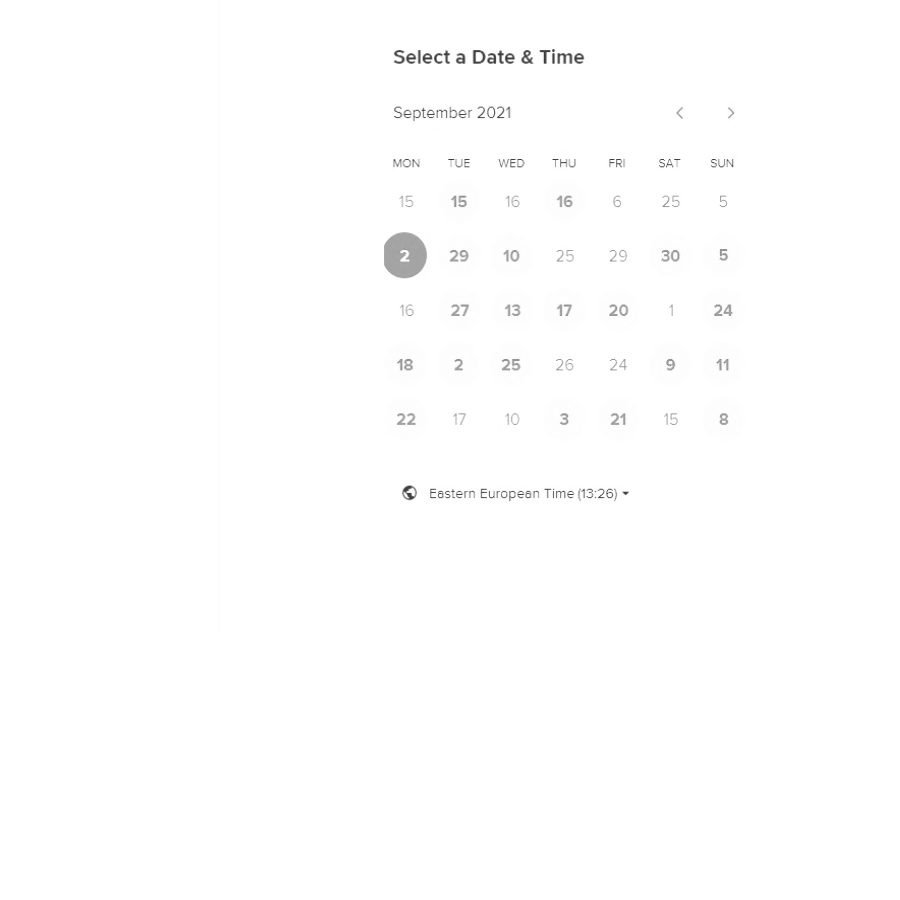 Select a Date & Time
September 2021
MON TUE WED THU FRI SAT SUN
15 15 16 16 6 25 5
2 29 10 25 29 30 5
16 27 13 17 20 1 24
18 2 25 26 24 9 11
22 17 10 3 21 15 8
Eastern European Time (13:26)